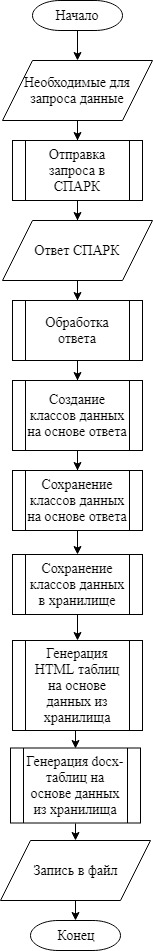 Начало
Необходимые для
запроса данные
Отправка
запроса в
СПАРК
Ответ СПАРК
Обработка
ответа
Создание
классов данных
на основе ответа
Сохранение
классов данных
на основе ответа
Сохранение
классов данных
в хранилище
Генерация
HTML таблиц
на основе
данных из
хранилища
Генерация docx-
таблиц на
основе данных
из хранилища
Запись в файл
Конец